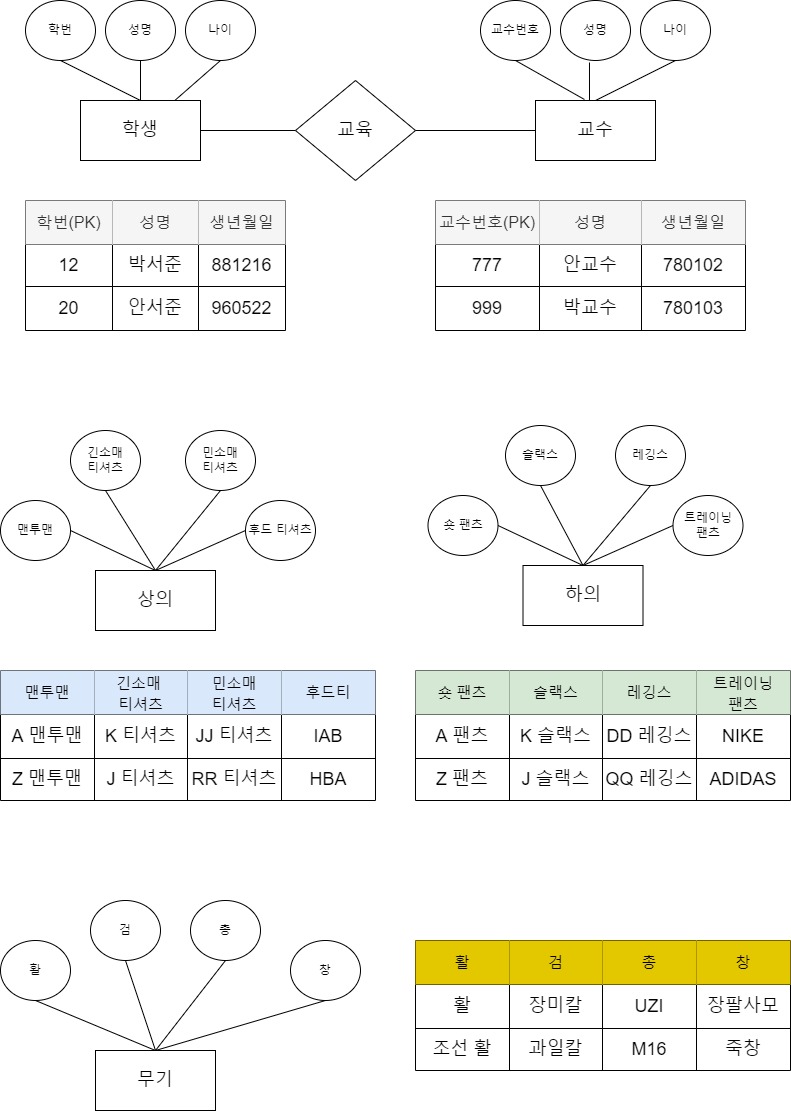 학번 성명 나이
교수번호 성명 나이
학생 교육 교수
학번(PK) 성명 생년월일
12 박서준 881216
20 안서준 960522
교수번호(PK) 성명 생년월일
777 안교수 780102
999 박교수 780103
맨투맨
긴소매
티셔츠
민소매
티셔츠
후드 티셔츠
상의
숏 팬츠
슬랙스
레깅스
트레이닝
팬츠
하의
맨투맨
긴소매
티셔츠
민소매
티셔츠
후드티
A 맨투맨 K 티셔츠 JJ 티셔츠 IAB
Z 맨투맨 J 티셔츠 RR 티셔츠 HBA
숏 팬츠
슬랙스
레깅스
트레이닝
팬츠
A 팬츠 K 슬랙스 DD 레깅스 NIKE
Z 팬츠 J 슬랙스 QQ 레깅스 ADIDAS
활
검
총
창
무기
활 검 총 창
활 장미칼 UZI 장팔사모
조선 활 과일칼 M16 죽창